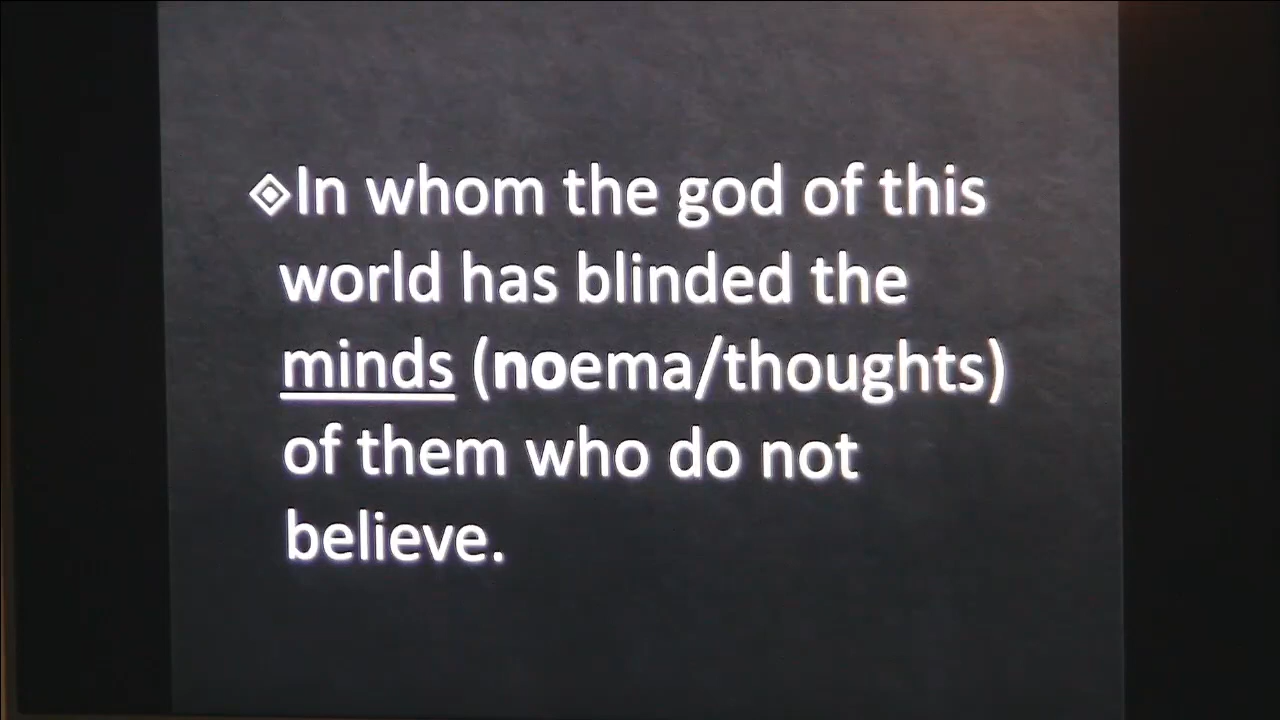 In whom the god of this
world has blinded the
minds (noema/thoughts)
of them who do not
believe.